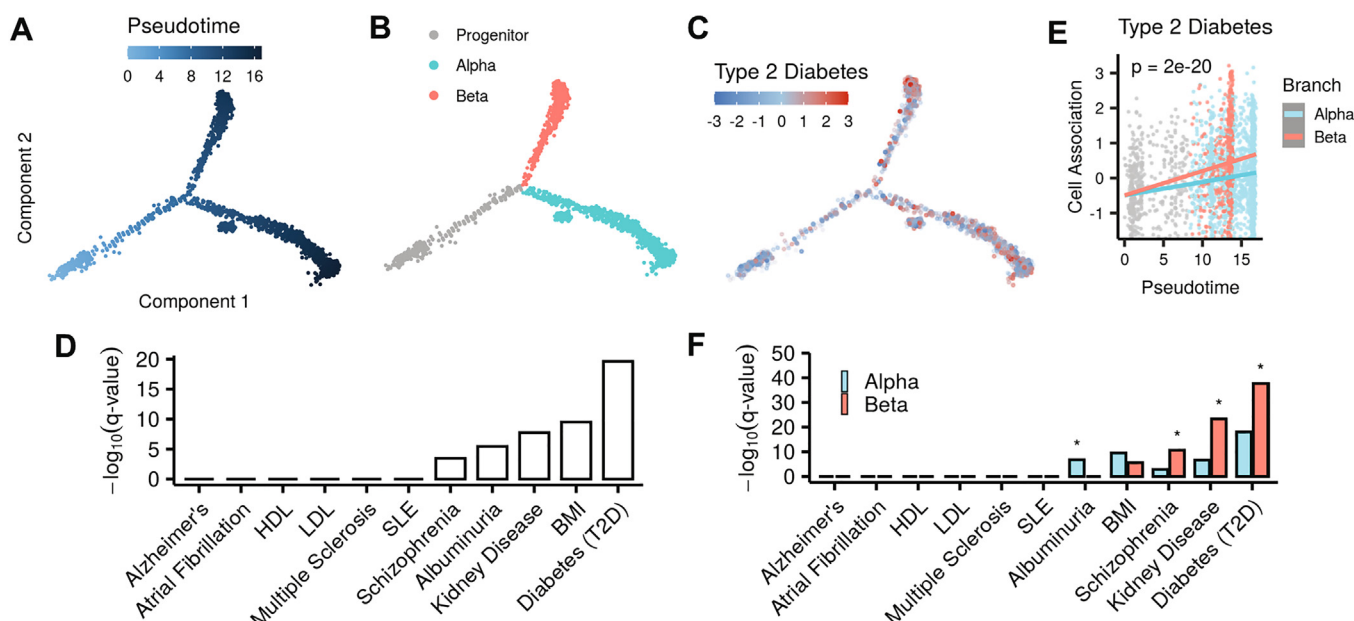 A
Pseudotime
0 4 8 12 16
Component 2
Component 1
B
Progenitor
Alpha
Beta
C
Type 2 Diabetes
-3 -2 -1 0 1 2 3
E
Type 2 Diabetes
p = 2e-20
Cell Association
3
2
1
0
-1
0 5 10 15
Pseudotime
Branch
Alpha
Beta
D
−log10(q-value)
20
15
10
5
0
Alzheimer's
Atrial Fibrillation
HDL
LDL
Multiple Sclerosis
SLE
Schizophrenia
Albuminuria
Kidney Disease
BMI
Diabetes (T2D)
F
−log10(q-value)
50
40
30
20
10
0
Alpha
Beta
* * * *
Alzheimer's
Atrial Fibrillation
HDL
LDL
Multiple Sclerosis
SLE
Albuminuria
BMI
Schizophrenia
Kidney Disease
Diabetes (T2D)